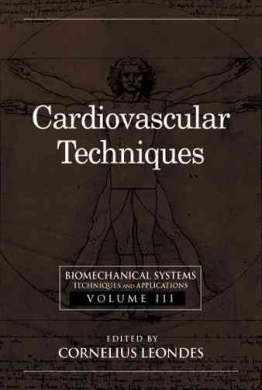 Cardiovascular
Techniques
BIOMECHANICAL SYSTEMS
TECHNIQUES AND APPLICATIONS
VOLUME III
EDITED BY
CORNELIUS LEONDES